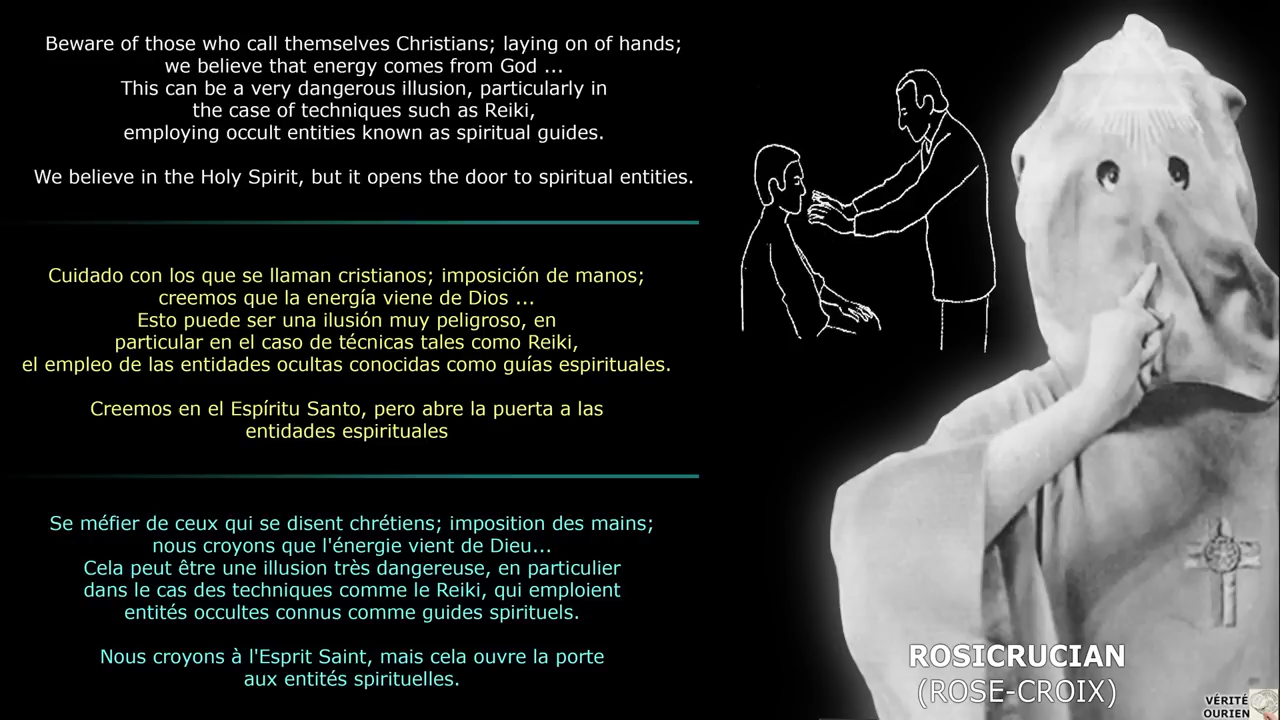 Beware of those who call themselves Christians; laying on of hands;
we believe that energy comes from God ...
This can be a very dangerous illusion, particularly in
the case of techniques such as Reiki,
employing occult entities known as spiritual guides.
We believe in the Holy Spirit, but it opens the door to spiritual entities.
Cuidado con los que se llaman cristianos; imposición de manos;
creemos que la energía viene de Dios ...
Esto puede ser una ilusión muy peligroso, en
particular en el caso de técnicas tales como Reiki,
el empleo de las entidades ocultas conocidas como guías espirituales.
Creemos en el Espíritu Santo, pero abre la puerta a las
entidades espirituales
Se méfier de ceux qui se disent chrétiens; imposition des mains;
nous croyons que l'énergie vient de Dieu...
Cela peut être une illusion très dangereuse, en particulier
dans le cas des techniques comme le Reiki, qui emploient
entités occultes connus comme guides spirituels.
Nous croyons à l'Esprit Saint, mais cela ouvre la porte
aux entités spirituelles.
ROSICRUCIAN
(ROSE-CROIX)
VÉRITÉ
OURIEN